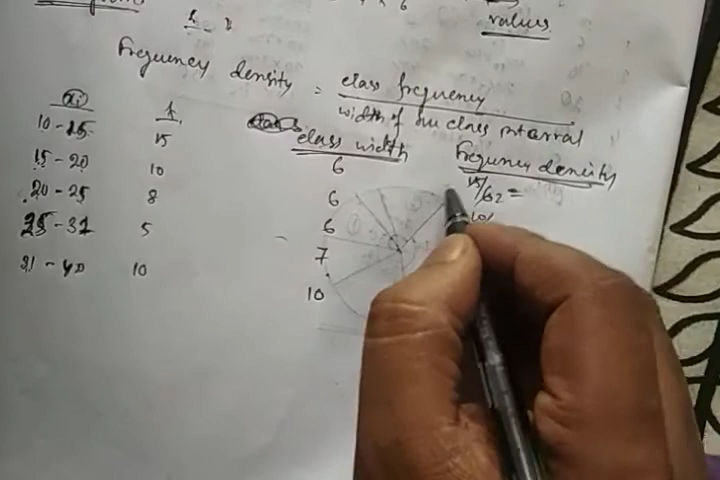 values
Frequency density = class frequency
width of the class interval
xi f
class width Frequency density
10 - 15 15 6 15/6 =
15 - 20 10 6 10/
20 - 25 8 6
25 - 31 5 7
31 - 40 10 10